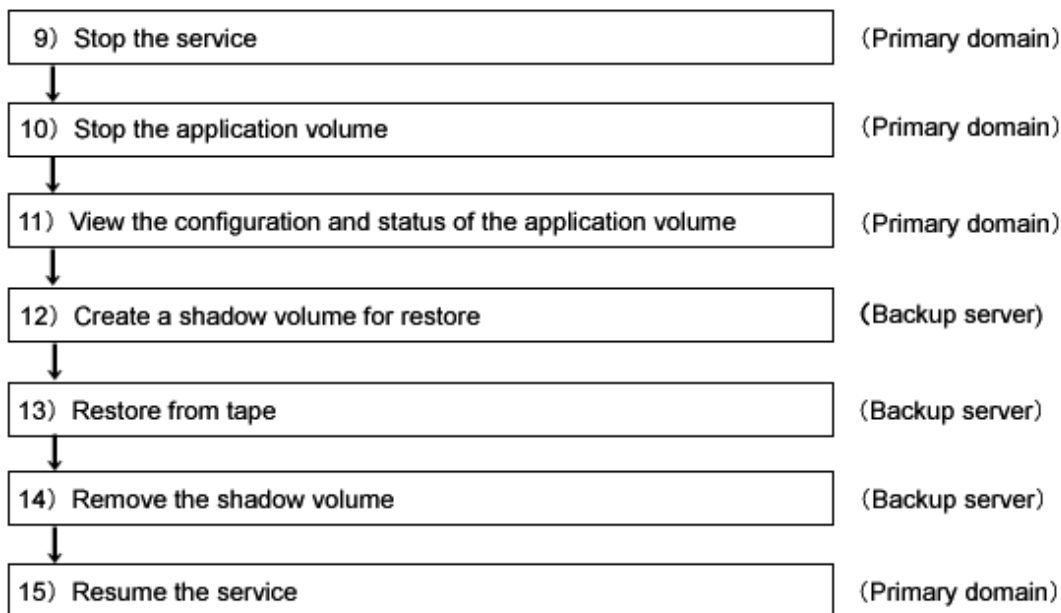 9) Stop the service (Primary domain)
10) Stop the application volume (Primary domain)
11) View the configuration and status of the application volume (Primary domain)
12) Create a shadow volume for restore (Backup server)
13) Restore from tape (Backup server)
14) Remove the shadow volume (Backup server)
15) Resume the service (Primary domain)